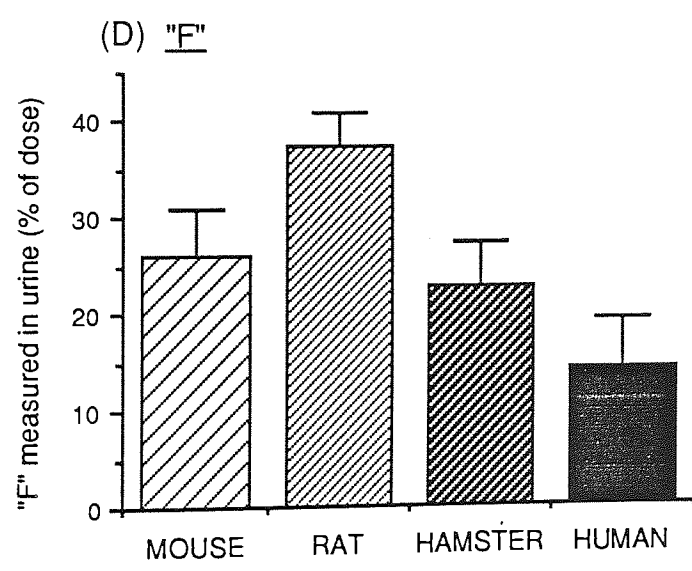 (D) "F"
"F" measured in urine (% of dose)
40
30
20
10
0
MOUSE RAT HAMSTER HUMAN